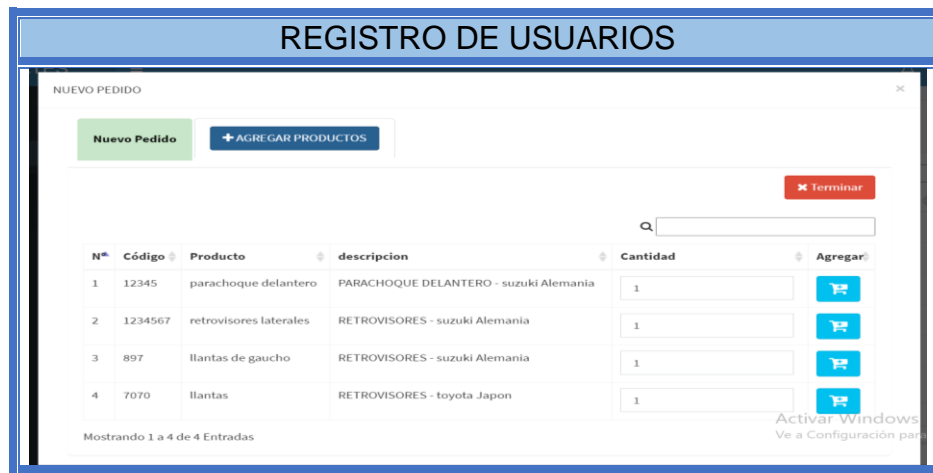 REGISTRO DE USUARIOS
NUEVO PEDIDO ×
Nuevo Pedido + AGREGAR PRODUCTOS
✖ Terminar
Nº Código Producto descripcion Cantidad Agregar
1 12345 parachoque delantero PARACHOQUE DELANTERO - suzuki Alemania 1
2 1234567 retrovisores laterales RETROVISORES - suzuki Alemania 1
3 897 llantas de gaucho RETROVISORES - suzuki Alemania 1
4 7070 llantas RETROVISORES - toyota Japon 1
Mostrando 1 a 4 de 4 Entradas
Activar Windows
Ve a Configuración par